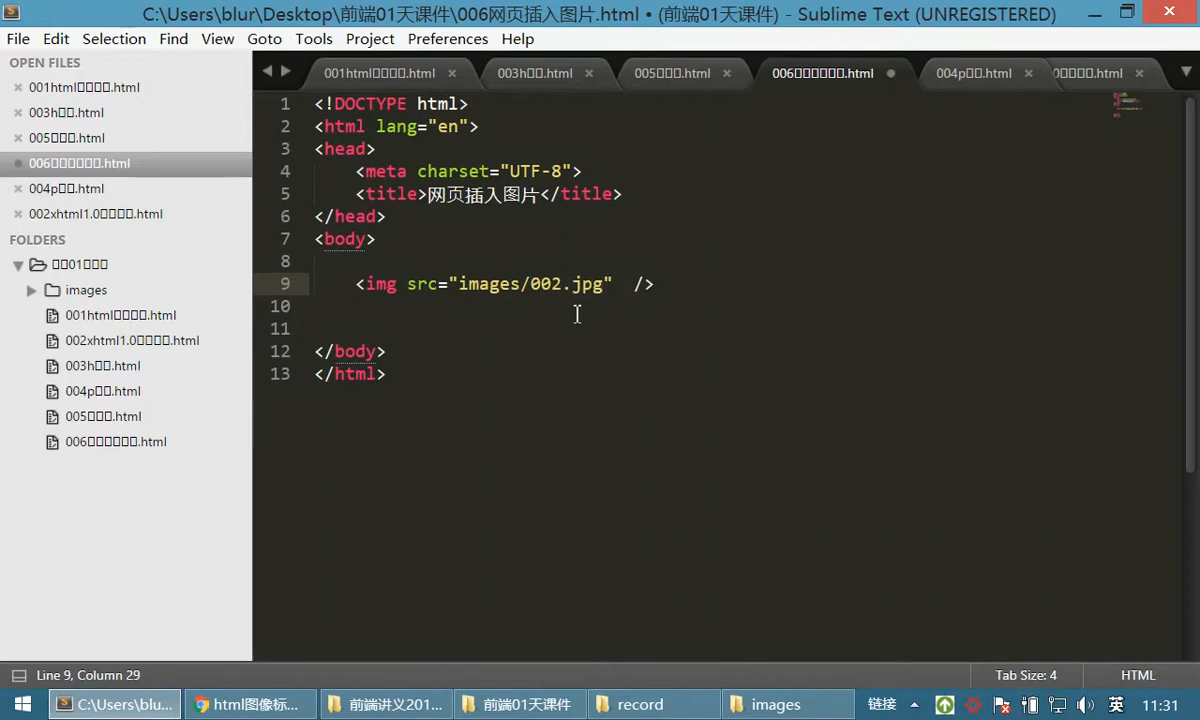 C:\Users\blur\Desktop\前端01天课件\006网页插入图片.html • (前端01天课件) - Sublime Text (UNREGISTERED)
File Edit Selection Find View Goto Tools Project Preferences Help
OPEN FILES
001html□□□□.html
003h□□.html
005□□□□.html
006□□□□□□.html
004p□□.html
002xhtml1.0□□□□.html
FOLDERS
□□01□□□
images
001html□□□□.html
002xhtml1.0□□□□.html
003h□□.html
004p□□.html
005□□□.html
006□□□□□□.html
001html□□□□.html 003h□□.html 005□□□.html 006□□□□□□.html 004p□□.html □□□□.html
1 <!DOCTYPE html>
2 <html lang="en">
3 <head>
4 <meta charset="UTF-8">
5 <title>网页插入图片</title>
6 </head>
7 <body>
8
9 <img src="images/002.jpg" />
10
11
12 </body>
13 </html>
Line 9, Column 29 Tab Size: 4 HTML
C:\Users\blu... html图像标... 前端讲义201... 前端01天课件 record images 链接 英 11:31